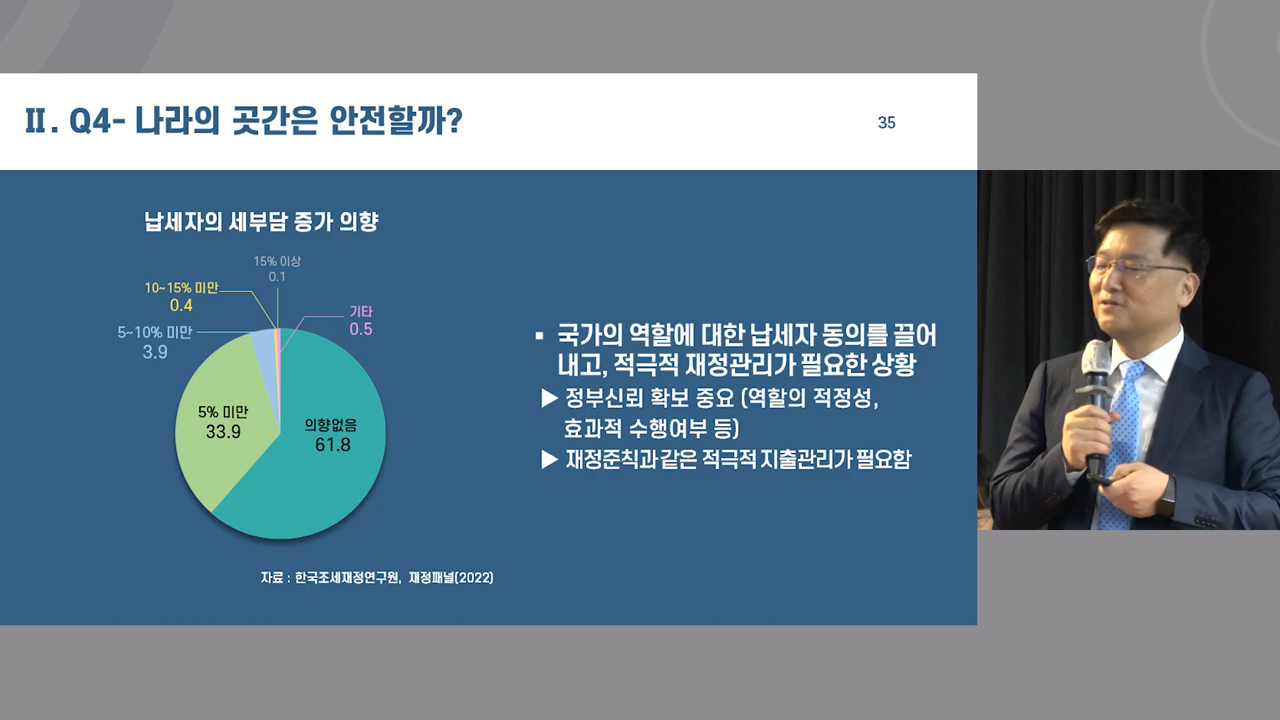 Ⅱ. Q4- 나라의 곳간은 안전할까?
35
납세자의 세부담 증가 의향
15% 이상
0.1
10~15% 미만
0.4
기타
0.5
5~10% 미만
3.9
5% 미만
33.9
의향없음
61.8
▪ 국가의 역할에 대한 납세자 동의를 끌어
내고, 적극적 재정관리가 필요한 상황
▶ 정부신뢰 확보 중요 (역할의 적정성,
효과적 수행여부 등)
▶ 재정준칙과 같은 적극적 지출관리가 필요함
자료 : 한국조세재정연구원, 재정패널(2022)